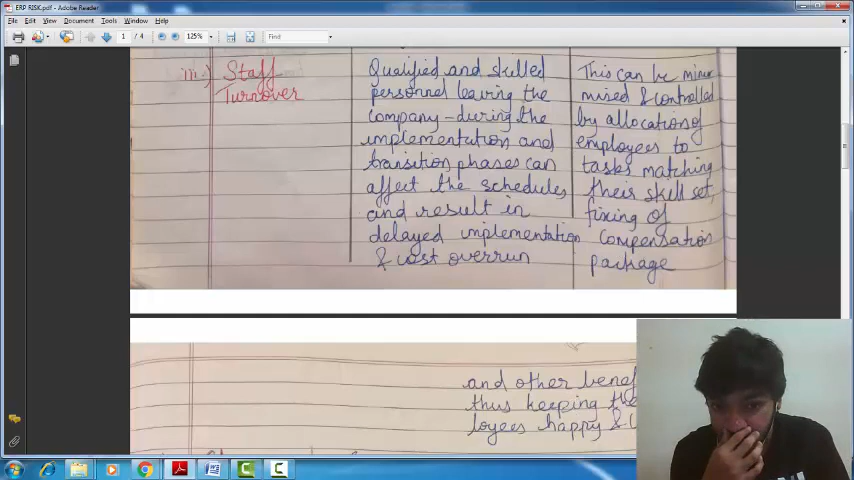 ERP RISK.pdf - Adobe Reader
File Edit View Document Tools Window Help
1 / 4 125% Find
iii) Staff Turnover
Qualified and skilled
personnel leaving the
company - during the
implementation and
transition phases can
affect the schedules
and result in
delayed implementation
& cost overrun
This can be mini
mised & controlled
by allocations of
employees to
tasks matching
their skill set,
fixing of
compensation
package
and other benef
thus keeping the
loyees happy &